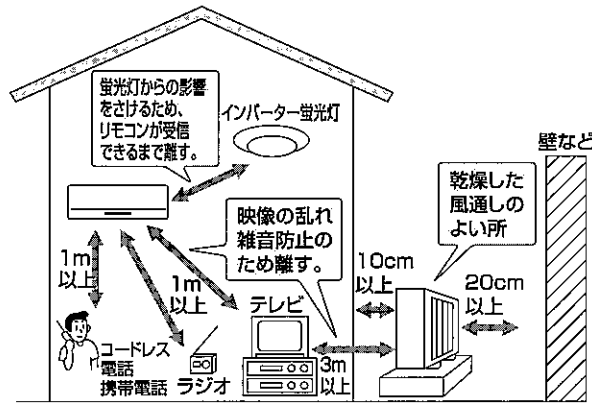 蛍光灯からの影響
をさけるため、
リモコンが受信
できるまで離す。
インバーター蛍光灯
壁など
乾燥した
風通しの
よい所
映像の乱れ
雑音防止の
ため離す。
1m
以上
1m
以上
10cm
以上
20cm
以上
テレビ
3m
以上
コードレス
電話
携帯電話
ラジオ